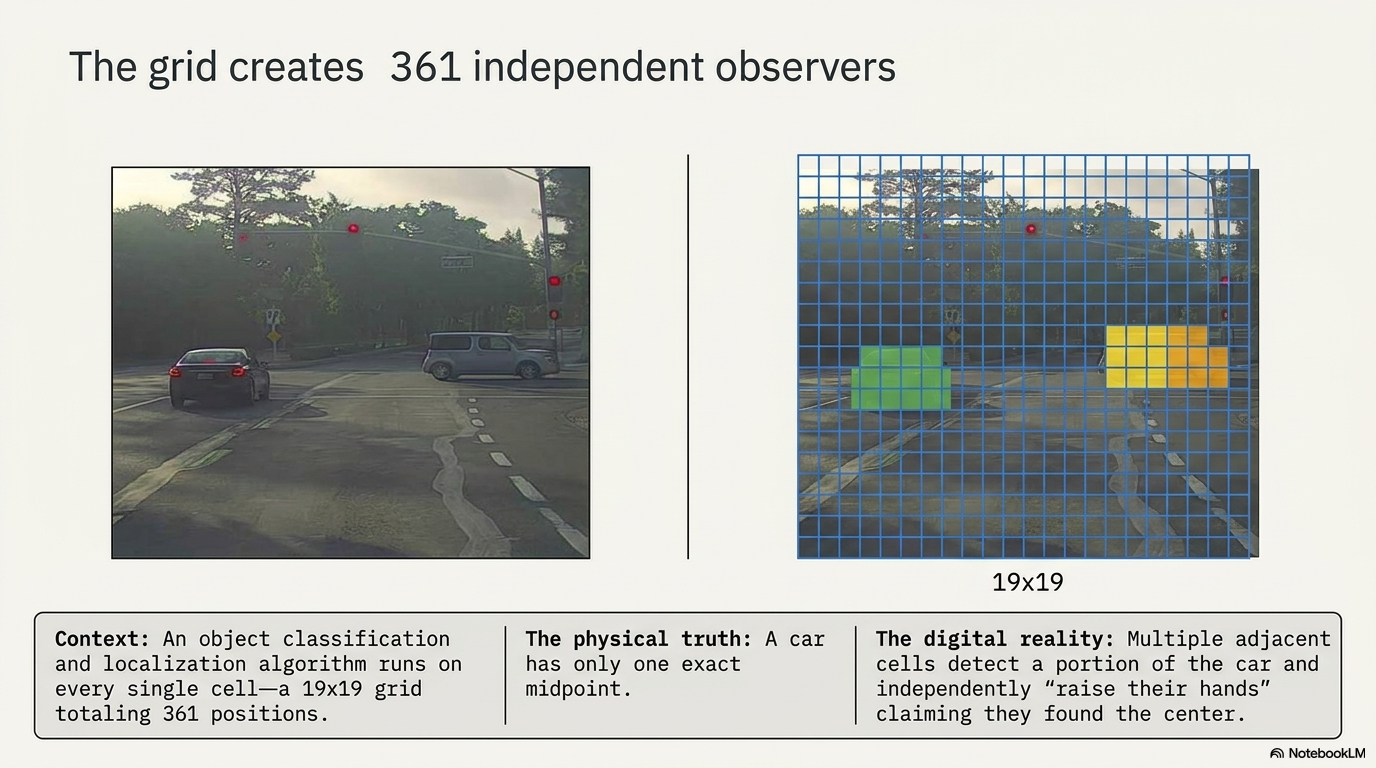 The grid creates 361 independent observers
19x19
Context: An object classification
and localization algorithm runs on
every single cell—a 19x19 grid
totaling 361 positions.
The physical truth: A car
has only one exact
midpoint.
The digital reality: Multiple adjacent
cells detect a portion of the car and
independently “raise their hands”
claiming they found the center.
NotebookLM